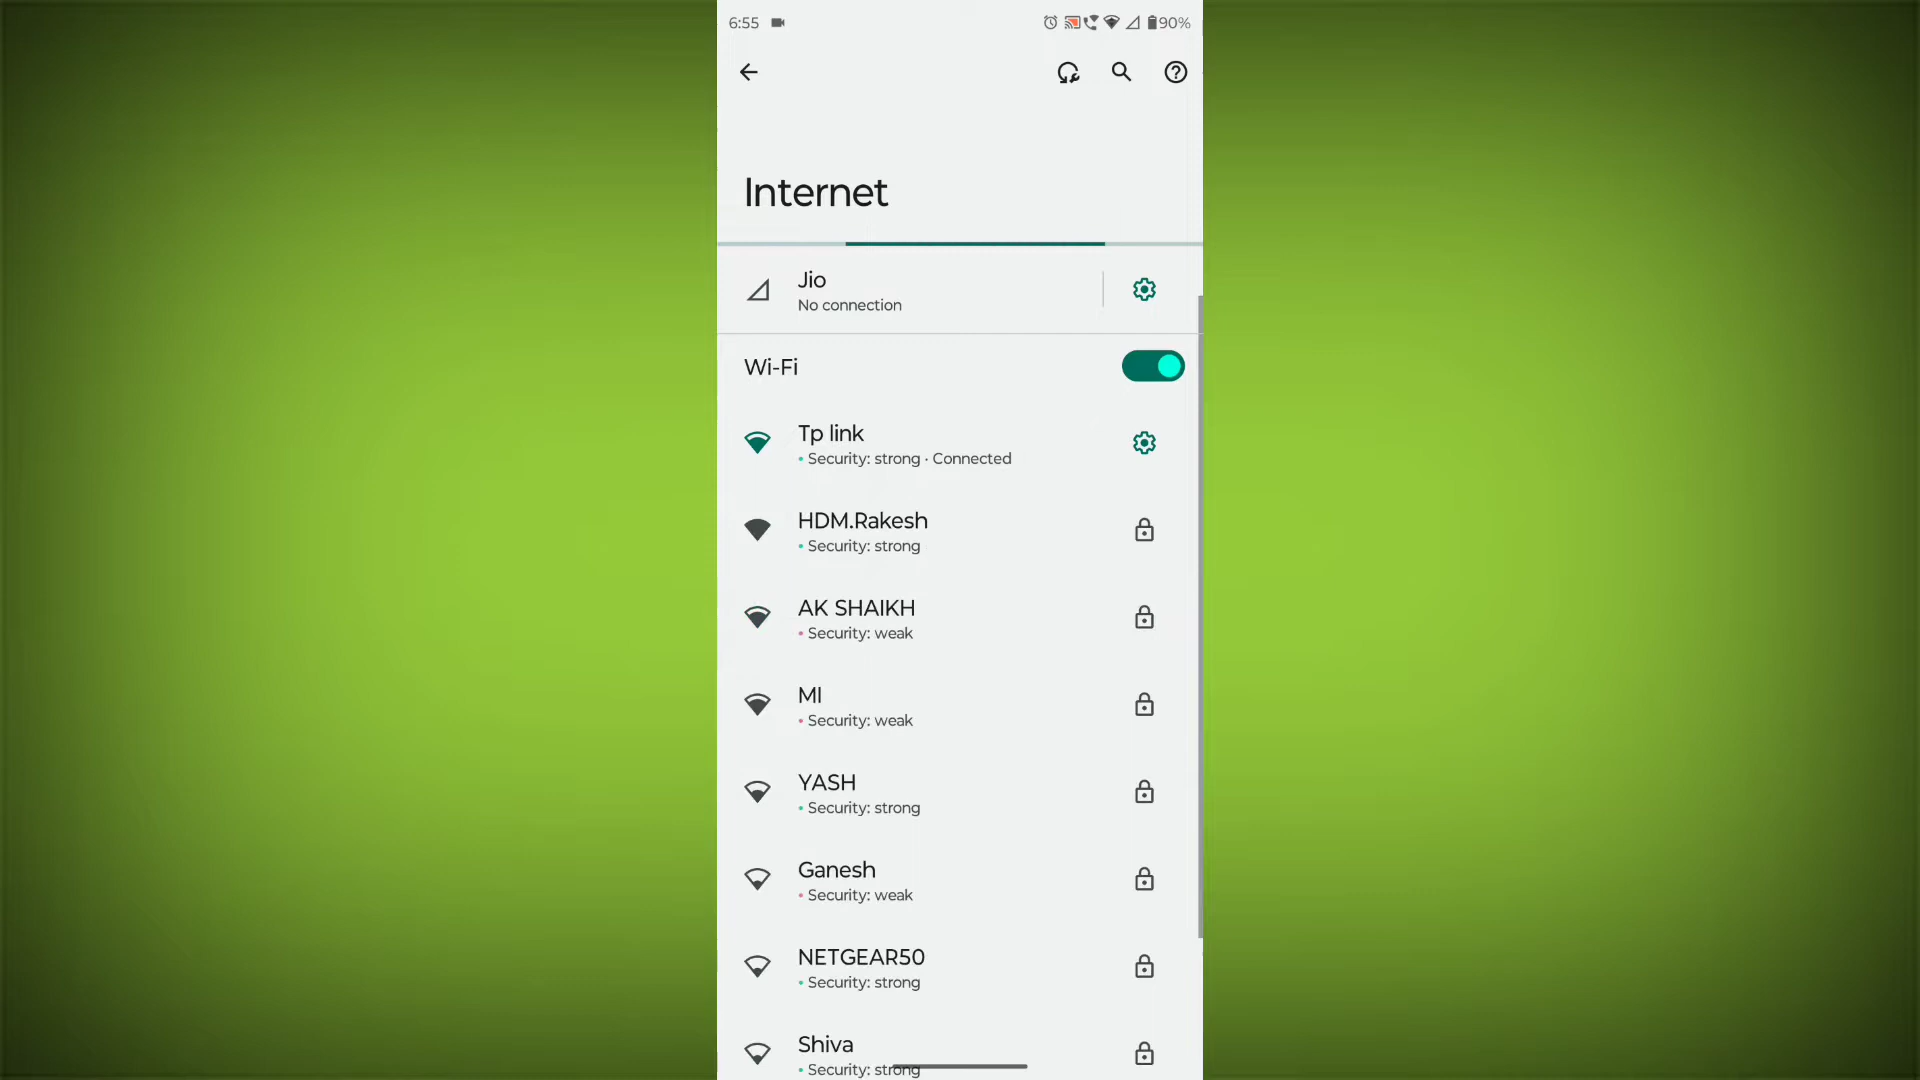 6:55
90%
Internet
Jio
No connection
Wi-Fi
Tp link
Security: strong · Connected
HDM.Rakesh
Security: strong
AK SHAIKH
Security: weak
MI
Security: weak
YASH
Security: strong
Ganesh
Security: weak
NETGEAR50
Security: strong
Shiva
Security: strong